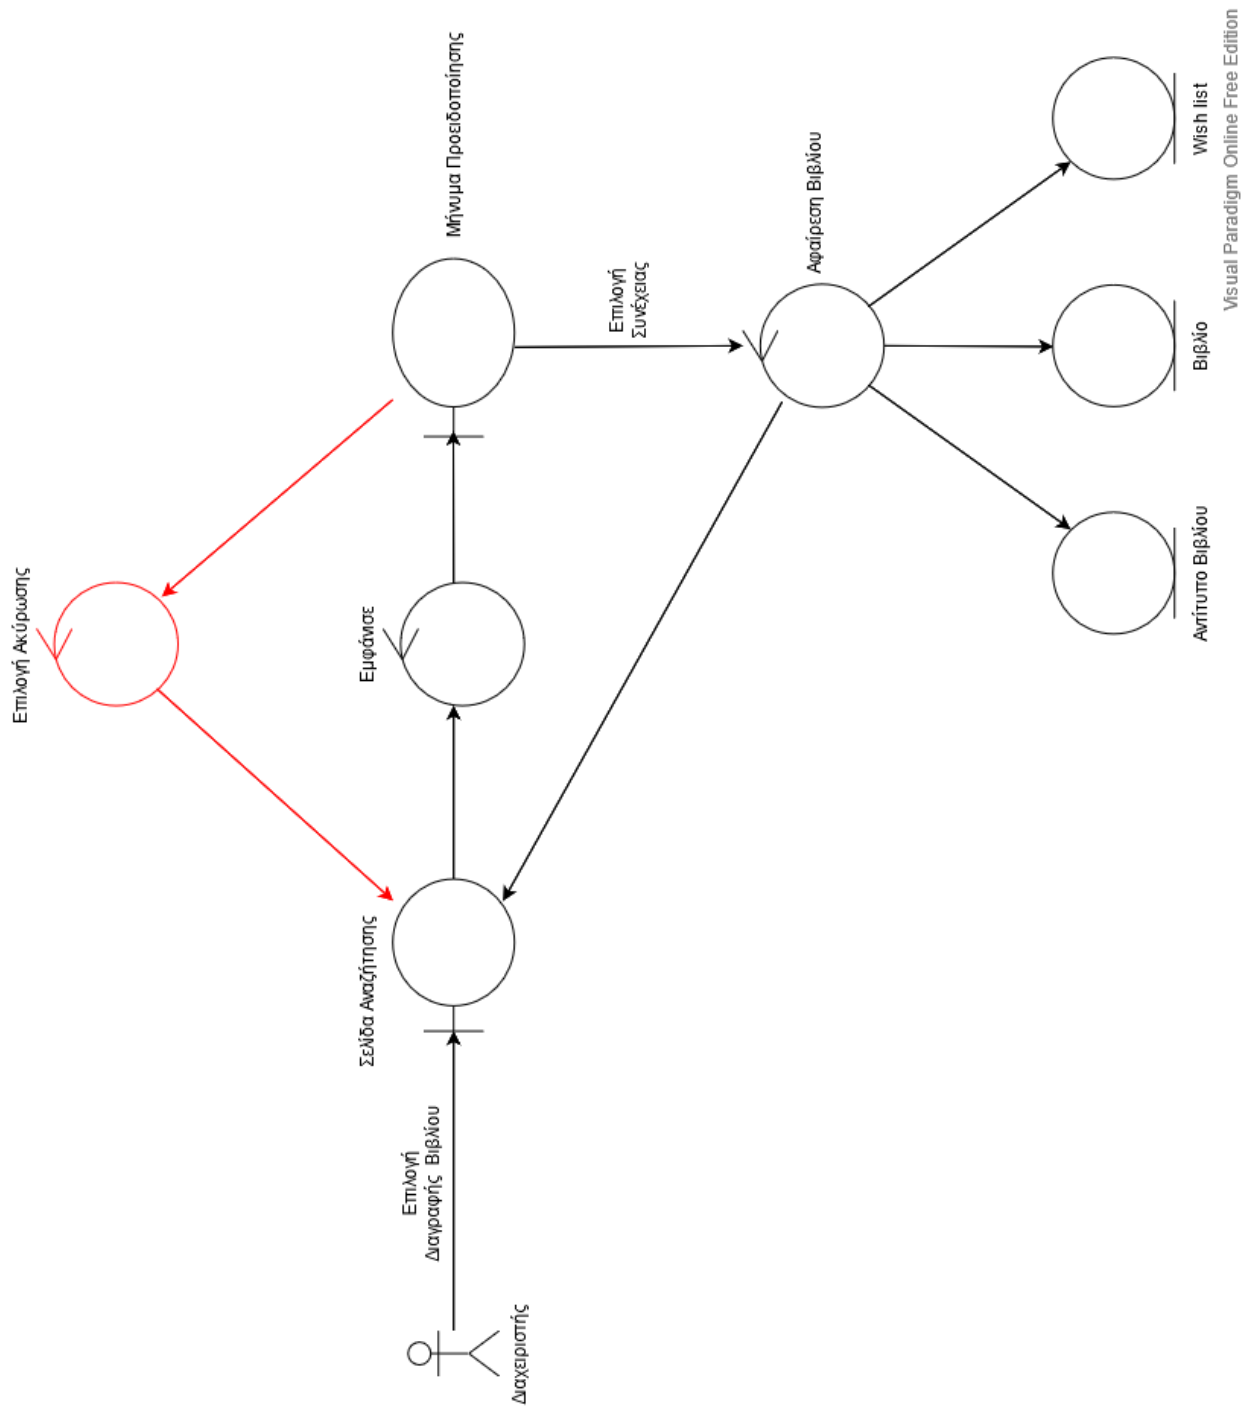 Επιλογή Ακύρωσης
Διαχειριστής
Επιλογή
Διαγραφής Βιβλίου
Σελίδα Αναζήτησης
Εμφάνισε
Μήνυμα Προειδοποίησης
Επιλογή
Συνέχειας
Αφαίρεση Βιβλίου
Αντίτυπο Βιβλίου
Βιβλίο
Wish list
Visual Paradigm Online Free Edition